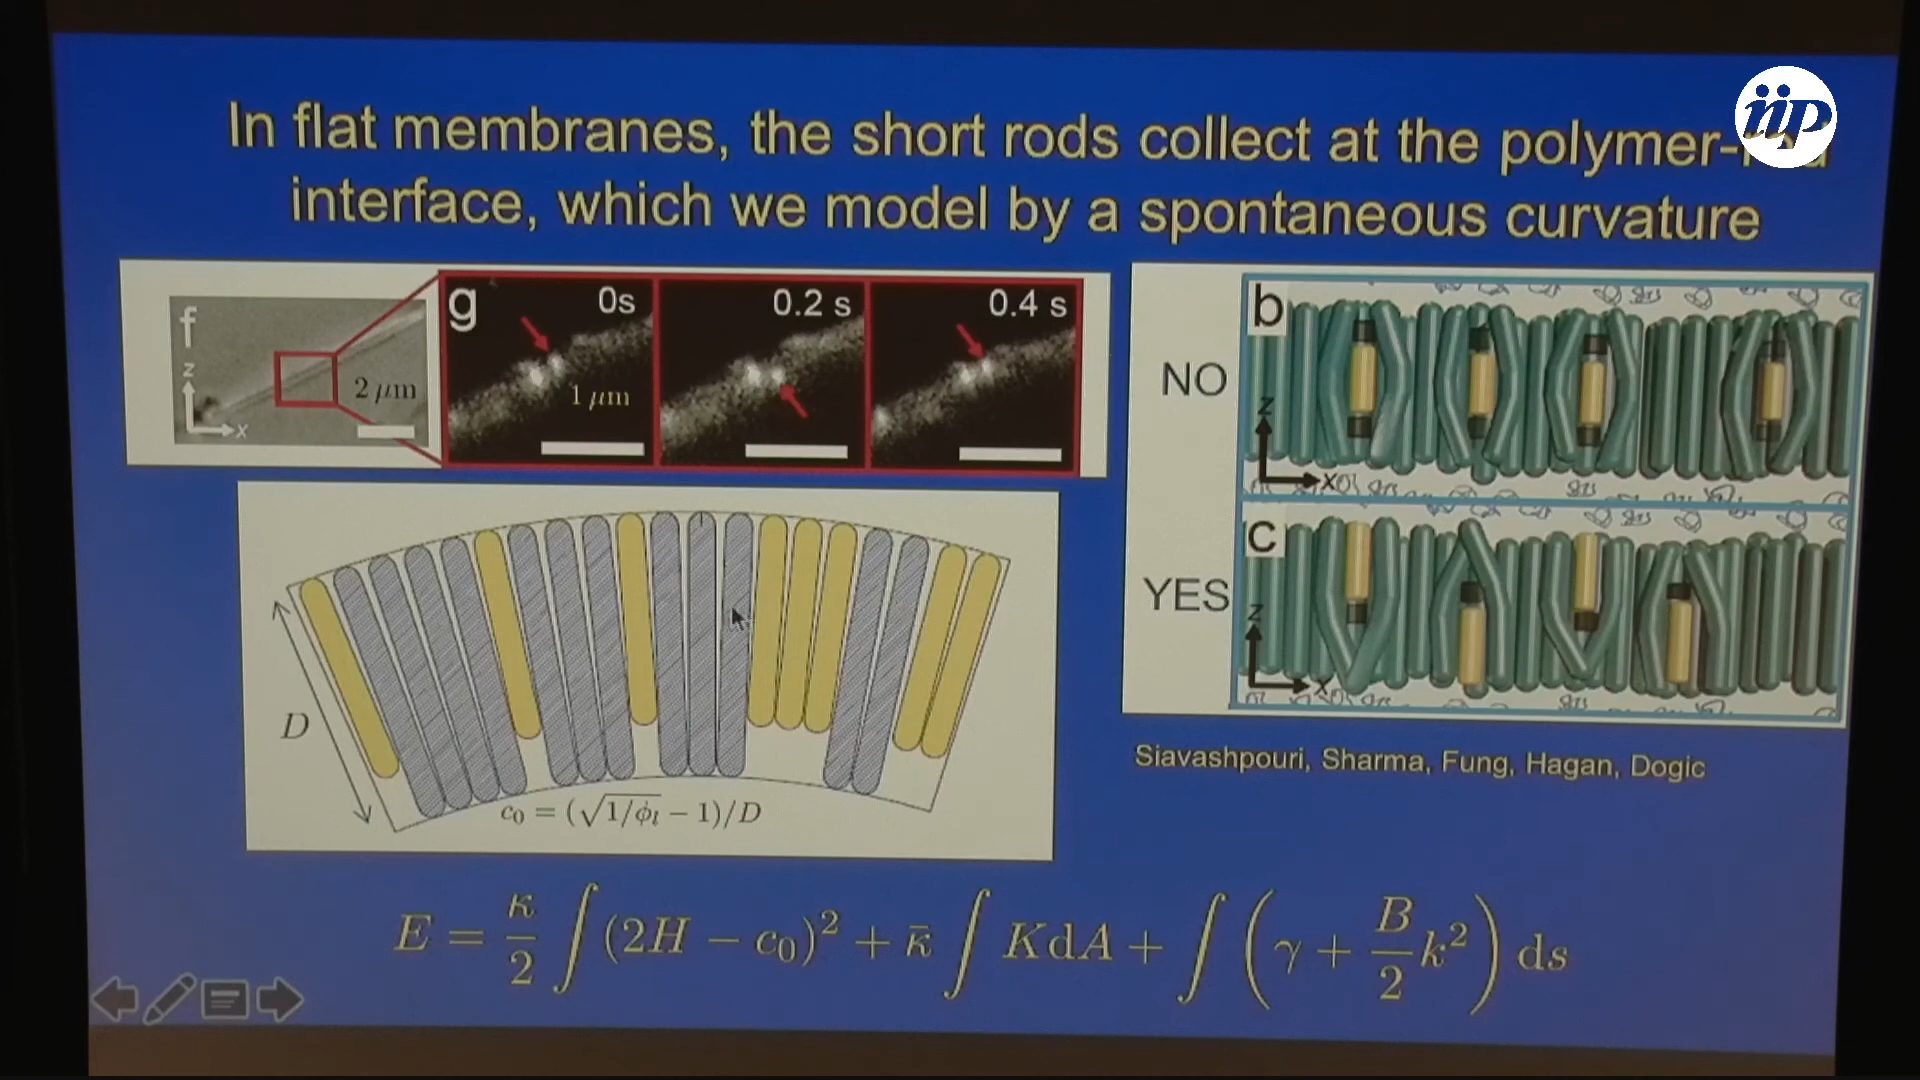 iip
In flat membranes, the short rods collect at the polymer-
interface, which we model by a spontaneous curvature
f
z
x
2 μm
g
0s
1 μm
0.2 s
0.4 s
NO
b
z
x
YES
c
z
x
D
c₀ = (√1/ϕₗ − 1)/D
Siavashpouri, Sharma, Fung, Hagan, Dogic
E = κ/2 ∫(2H − c₀)² + κ̄ ∫ K dA + ∫ (γ + B/2 k²) ds